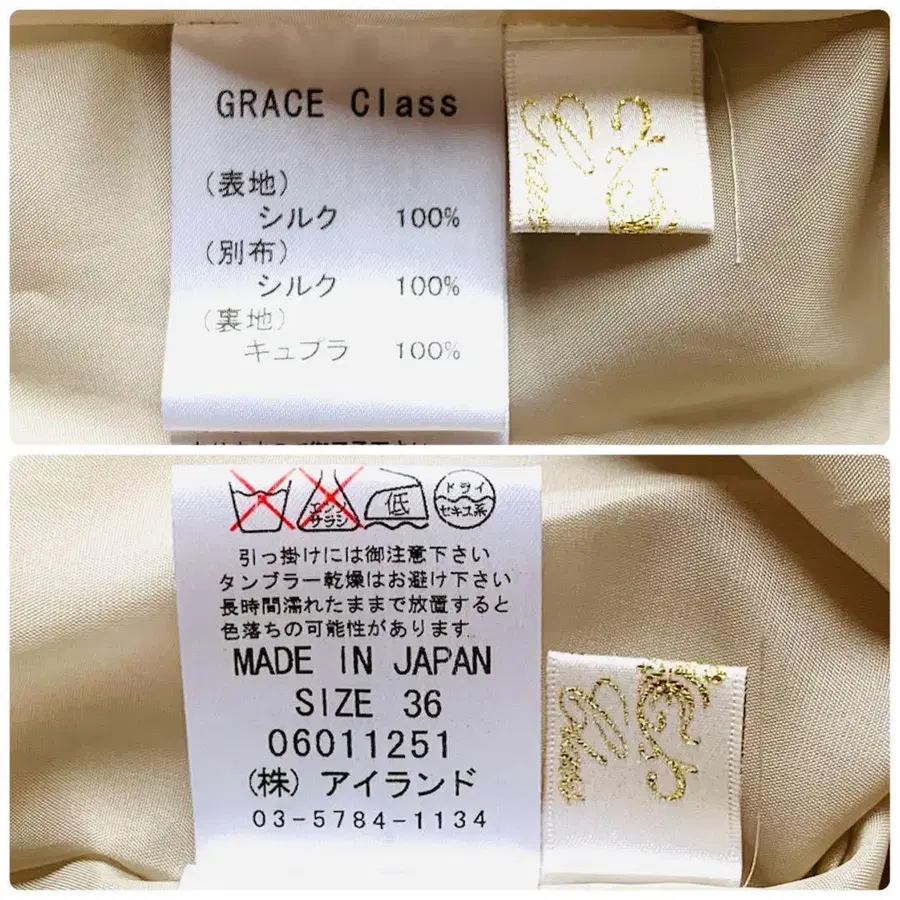 GRACE Class
(表地)
シルク 100%
(別布)
シルク 100%
(裏地)
キュプラ 100%
エンソ
サラシ
低
ドライ
セキユ系
引っ掛けには御注意下さい
タンブラー乾燥はお避け下さい
長時間濡れたままで放置すると
色落ちの可能性があります
MADE IN JAPAN
SIZE 36
06011251
(株) アイランド
03-5784-1134